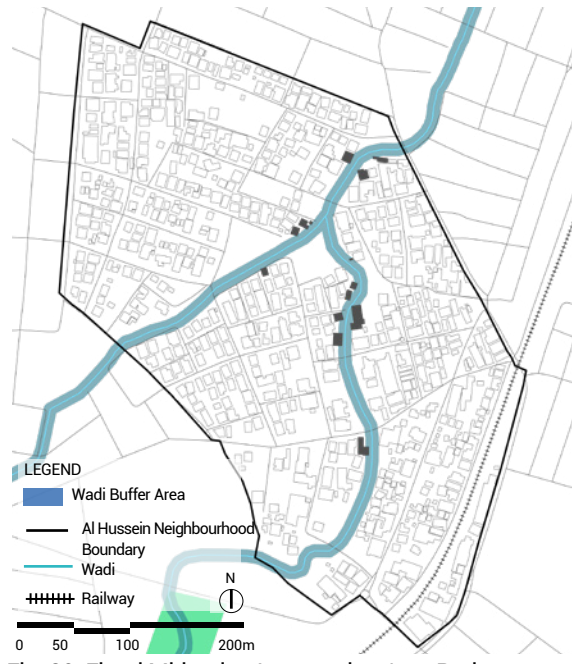 LEGEND
Wadi Buffer Area
Al Hussein Neighbourhood
Boundary
Wadi
Railway
N
0 50 100 200m